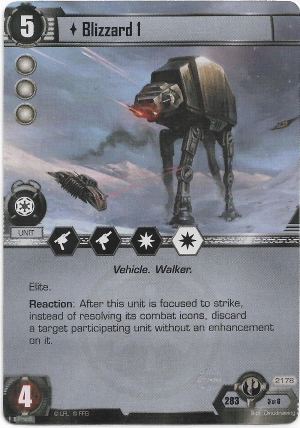 5
Blizzard 1
UNIT
Vehicle. Walker.
Elite.
Reaction: After this unit is focused to strike,
instead of resolving its combat icons, discard
a target participating unit without an enhancement
on it.
4
© LFL © FFG
2178
283
3 of 6